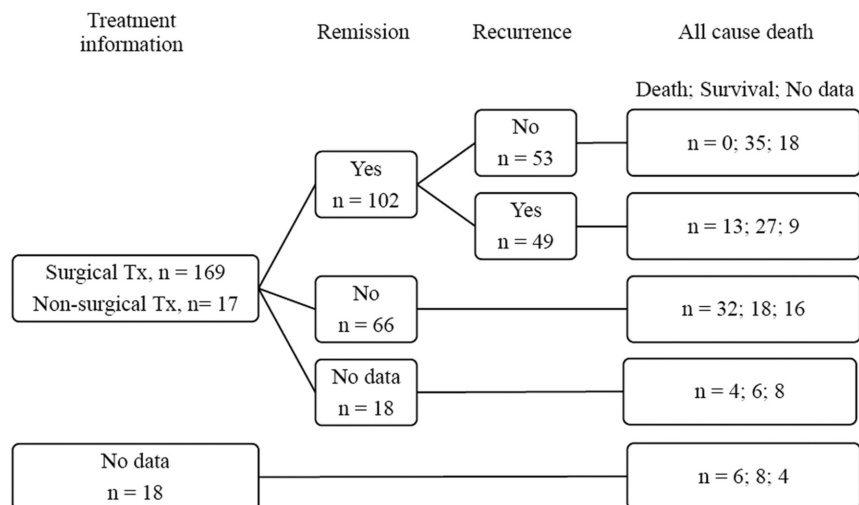 Treatment
information
Remission
Recurrence
All cause death
Death; Survival; No data
No
n = 53
n = 0; 35; 18
Yes
n = 102
Yes
n = 49
n = 13; 27; 9
Surgical Tx, n = 169
Non-surgical Tx, n= 17
No
n = 66
n = 32; 18; 16
No data
n = 18
n = 4; 6; 8
No data
n = 18
n = 6; 8; 4